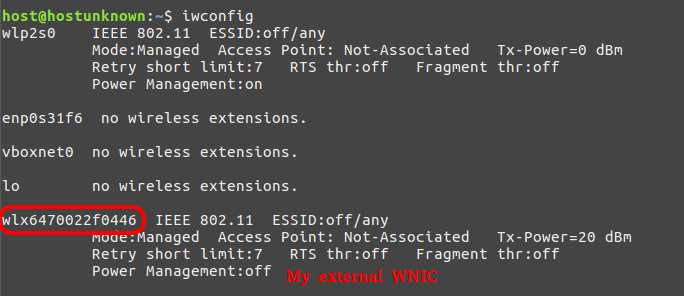 host@hostunknown:~$ iwconfig
wlp2s0    IEEE 802.11  ESSID:off/any
          Mode:Managed  Access Point: Not-Associated   Tx-Power=0 dBm
          Retry short limit:7   RTS thr:off   Fragment thr:off
          Power Management:on

enp0s31f6  no wireless extensions.

vboxnet0  no wireless extensions.

lo        no wireless extensions.

wlx6470022f0446  IEEE 802.11  ESSID:off/any
          Mode:Managed  Access Point: Not-Associated   Tx-Power=20 dBm
          Retry short limit:7   RTS thr:off   Fragment thr:off
          Power Management:off
My external WNIC